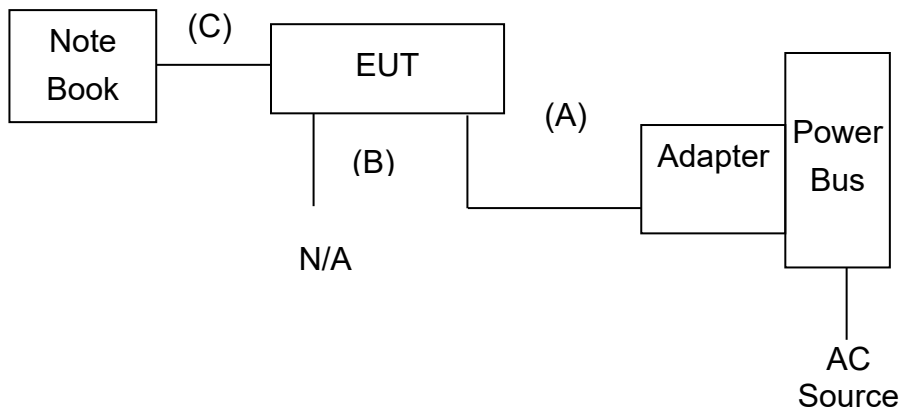 Note
Book
(C)
EUT
(A)
(B)
N/A
Adapter
Power
Bus
AC
Source